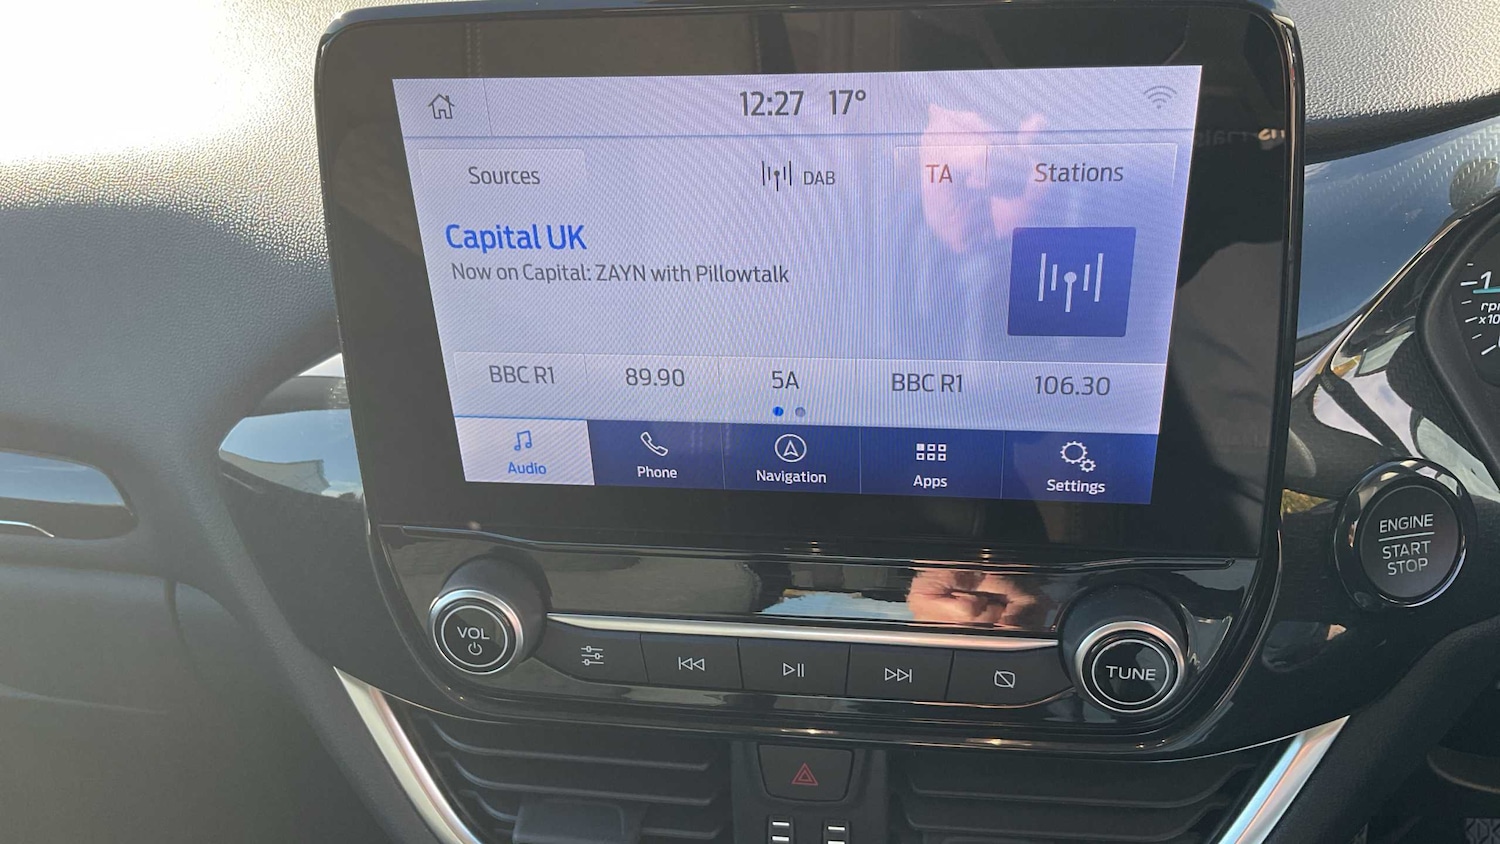 12:27 17°
Sources DAB TA Stations
Capital UK
Now on Capital: ZAYN with Pillowtalk
BBC R1 89.90 5A BBC R1 106.30
Audio Phone Navigation Apps Settings
ENGINE
START
STOP
VOL
TUNE